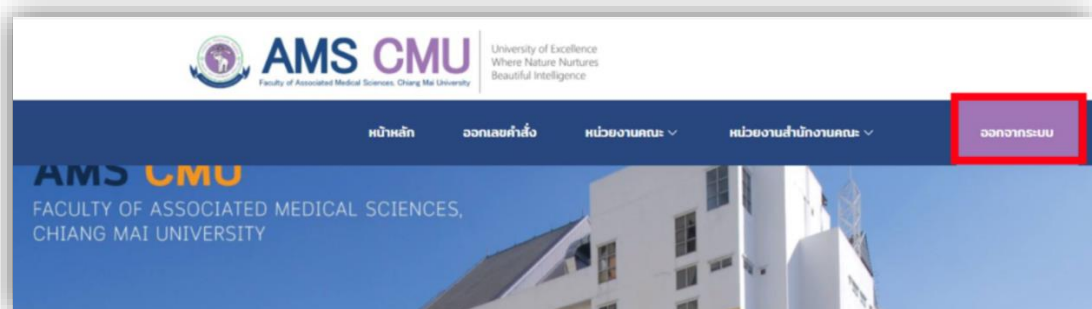 AMS CMU
Faculty of Associated Medical Sciences, Chiang Mai University
University of Excellence
Where Nature Nurtures
Beautiful Intelligence
หน้าหลัก ออกเลขคำสั่ง หน่วยงานคณะ หน่วยงานสำนักงานคณะ ออกจากระบบ
AMS CMU
FACULTY OF ASSOCIATED MEDICAL SCIENCES,
CHIANG MAI UNIVERSITY